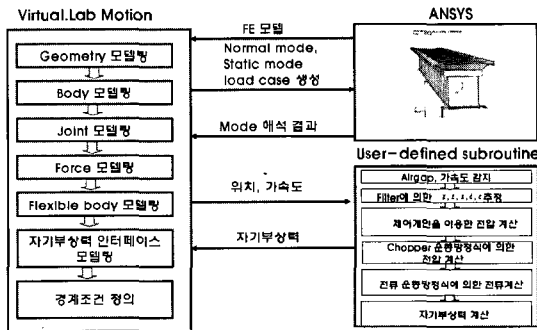 Virtual.Lab Motion
Geometry 모델링
Body 모델링
Joint 모델링
Force 모델링
Flexible body 모델링
자기부상력 인터페이스
모델링
경계조건 정의
FE 모델
Normal mode,
Static mode
load case 생성
Mode 해석 결과
위치, 가속도
자기부상력
ANSYS
User-defined subroutine
Airgap, 가속도 감지
Filter에 의한 추정
제어게인을 이용한 전압 계산
Chopper 운동방정식에 의한
전압 계산
전류 운동방정식에 의한 전류계산
자기부상력 계산